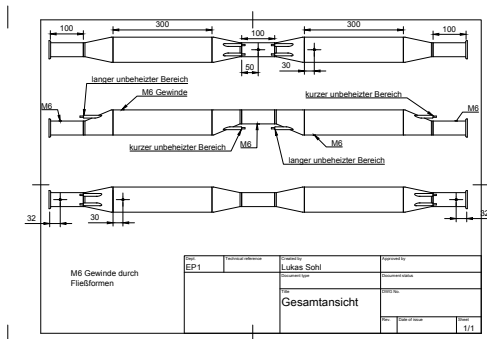 100
300
100
300
100
50
30
langer unbeheizter Bereich
M6 Gewinde
M6
kurzer unbeheizter Bereich
M6
kurzer unbeheizter Bereich
M6
M6
langer unbeheizter Bereich
32
30
32
M6 Gewinde durch
Fließformen
Dept.
Technical reference
Created by
Approved by
EP1
Lukas Sohl
Document type
Document status
Title
DWG No.
Gesamtansicht
Rev.
Date of issue
Sheet
1/1